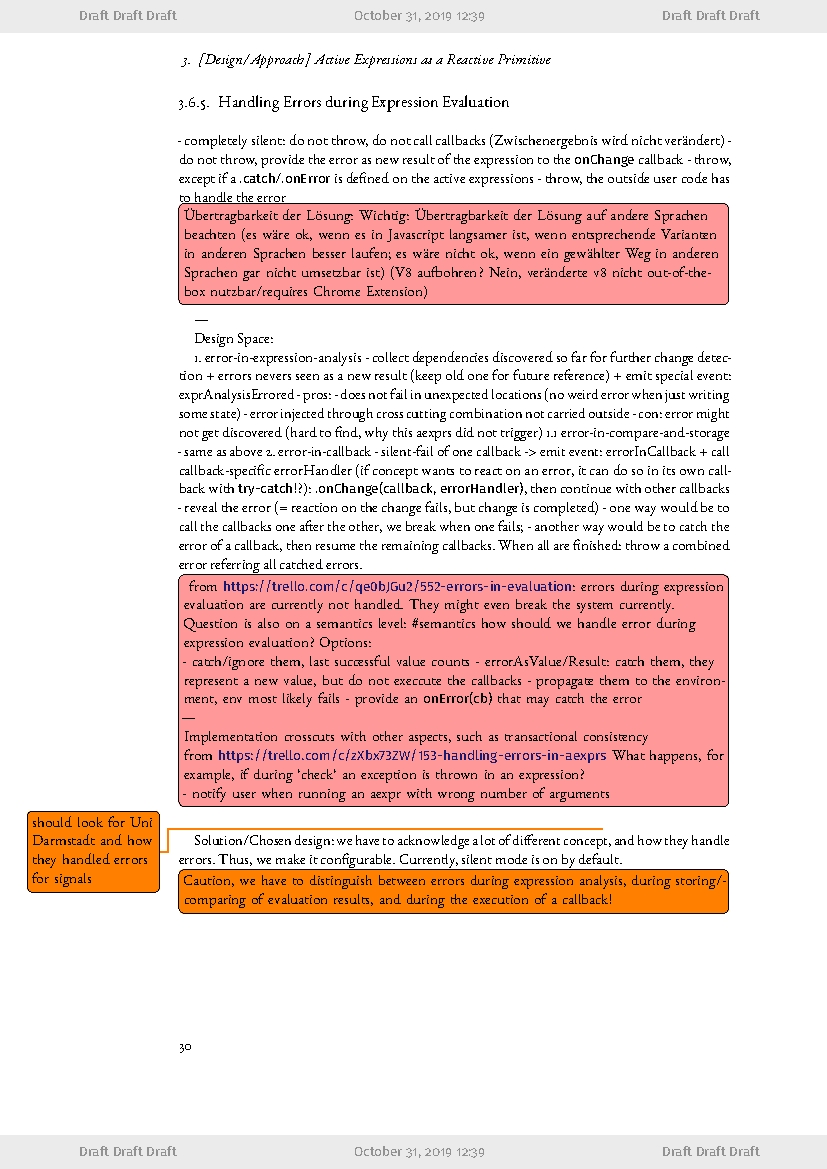 Draft Draft Draft October 31, 2019 12:39 Draft Draft Draft
3. [Design/Approach] Active Expressions as a Reactive Primitive
3.6.5. Handling Errors during Expression Evaluation
- completely silent: do not throw, do not call callbacks (Zwischenergebnis wird nicht verändert) -
do not throw, provide the error as new result of the expression to the onChange callback - throw,
except if a .catch/.onError is defined on the active expressions - throw, the outside user code has
to handle the error
Übertragbarkeit der Lösung: Wichtig: Übertragbarkeit der Lösung auf andere Sprachen
beachten (es wäre ok, wenn es in Javascript langsamer ist, wenn entsprechende Varianten
in anderen Sprachen besser laufen; es wäre nicht ok, wenn ein gewählter Weg in anderen
Sprachen gar nicht umsetzbar ist) (V8 aufbohren? Nein, veränderte v8 nicht out-of-the-
box nutzbar/requires Chrome Extension)
—
Design Space:
1. error-in-expression-analysis - collect dependencies discovered so far for further change detec-
tion + errors nevers seen as a new result (keep old one for future reference) + emit special event:
exprAnalysisErrored - pros: - does not fail in unexpected locations (no weird error when just writing
some state) - error injected through cross cutting combination not carried outside - con: error might
not get discovered (hard to find, why this aexprs did not trigger) 1.1 error-in-compare-and-storage
- same as above 2. error-in-callback - silent-fail of one callback -> emit event: errorInCallback + call
callback-specific errorHandler (if concept wants to react on an error, it can do so in its own call-
back with try-catch!?): .onChange(callback, errorHandler), then continue with other callbacks
- reveal the error (= reaction on the change fails, but change is completed) - one way would be to
call the callbacks one after the other, we break when one fails; - another way would be to catch the
error of a callback, then resume the remaining callbacks. When all are finished: throw a combined
error referring all catched errors.
from https://trello.com/c/qe0bJGu2/552-errors-in-evaluation: errors during expression
evaluation are currently not handled. They might even break the system currently.
Question is also on a semantics level: #semantics how should we handle error during
expression evaluation? Options:
- catch/ignore them, last successful value counts - errorAsValue/Result: catch them, they
represent a new value, but do not execcute the callbacks - propagate them to the environ-
ment, env most likely fails - provide an onError(cb) that may catch the error
—
Implementation crosscuts with other aspects, such as transactional consistency
from https://trello.com/c/zXbx73ZW/153-handling-errors-in-aexprs What happens, for
example, if during 'check' an exception is thrown in an expression?
- notify user when running an aexpr with wrong number of arguments
should look for Uni
Darmstadt and how
they handled errors
for signals
Solution/Chosen design: we have to acknowledge a lot of different concept, and how they handle
errors. Thus, we make it configurable. Currently, silent mode is on by default.
Caution, we have to distinguish between errors during expression analysis, during storing/-
comparing of evaluation results, and during the execution of a callback!
30
Draft Draft Draft October 31, 2019 12:39 Draft Draft Draft